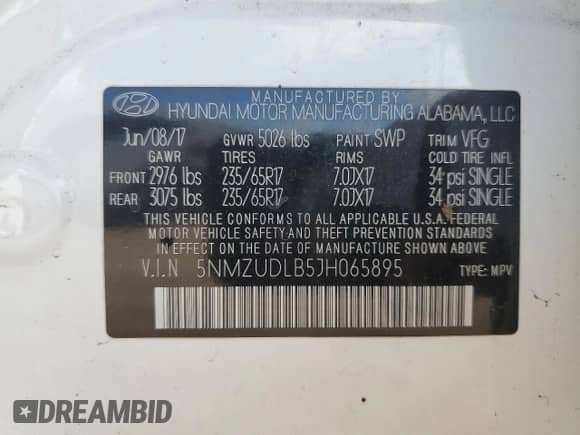 MANUFACTURED BY
HYUNDAI MOTOR MANUFACTURING ALABAMA, LLC
Jun/08/17 GVWR 5026 lbs PAINT SWP TRIM VFG
GAWR TIRES RIMS COLD TIRE INFL
FRONT 2976 lbs 235/65R17 7.0JX17 34 psi SINGLE
REAR 3075 lbs 235/65R17 7.0JX17 34 psi SINGLE
THIS VEHICLE CONFORMS TO ALL APPLICABLE U.S.A. FEDERAL
MOTOR VEHICLE SAFETY AND THEFT PREVENTION STANDARDS
IN EFFECT ON THE DATE OF MANUFACTURE SHOWN ABOVE.
V.I.N 5NMZUDLB5JH065895 TYPE: MPV
DREAMBID